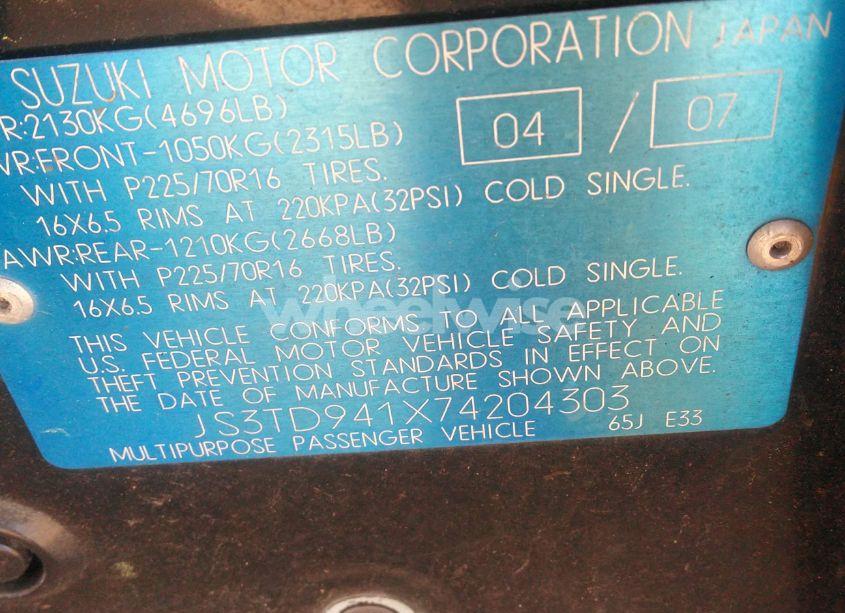 SUZUKI MOTOR CORPORATION JAPAN
R:2130KG(4696LB)
04 / 07
VR:FRONT-1050KG(2315LB)
WITH P225/70R16 TIRES.
16X6.5 RIMS AT 220KPA(32PSI) COLD SINGLE.
AWR:REAR-1210KG(2668LB)
WITH P225/70R16 TIRES.
16X6.5 RIMS AT 220KPA(32PSI) COLD SINGLE.
wheelwise
THIS VEHICLE CONFORMS TO ALL APPLICABLE
U.S. FEDERAL MOTOR VEHICLE SAFETY AND
THEFT PREVENTION STANDARDS IN EFFECT ON
THE DATE OF MANUFACTURE SHOWN ABOVE.
JS3TD941X74204303
MULTIPURPOSE PASSENGER VEHICLE 65J E33